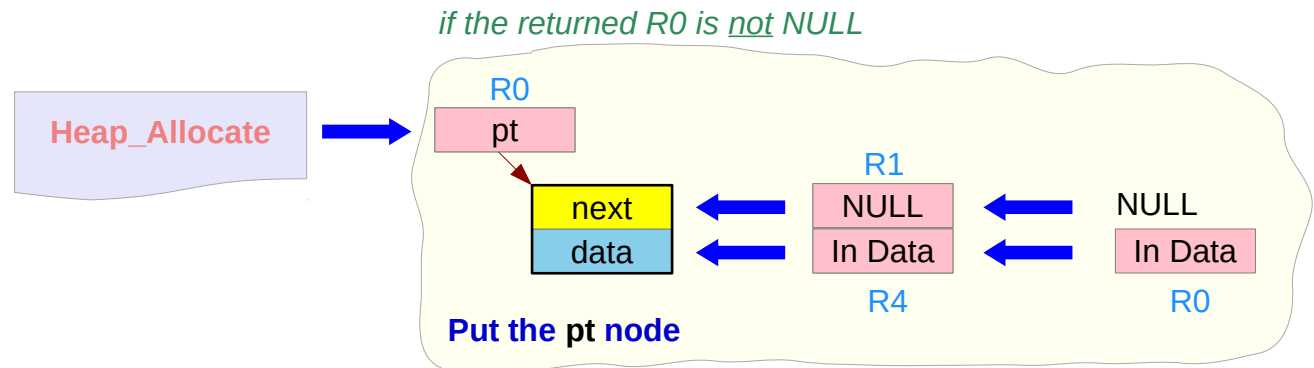 if the returned R0 is not NULL
R0
Heap_Allocate
pt
R1
next
NULL
NULL
data
In Data
In Data
R4
R0
Put the pt node